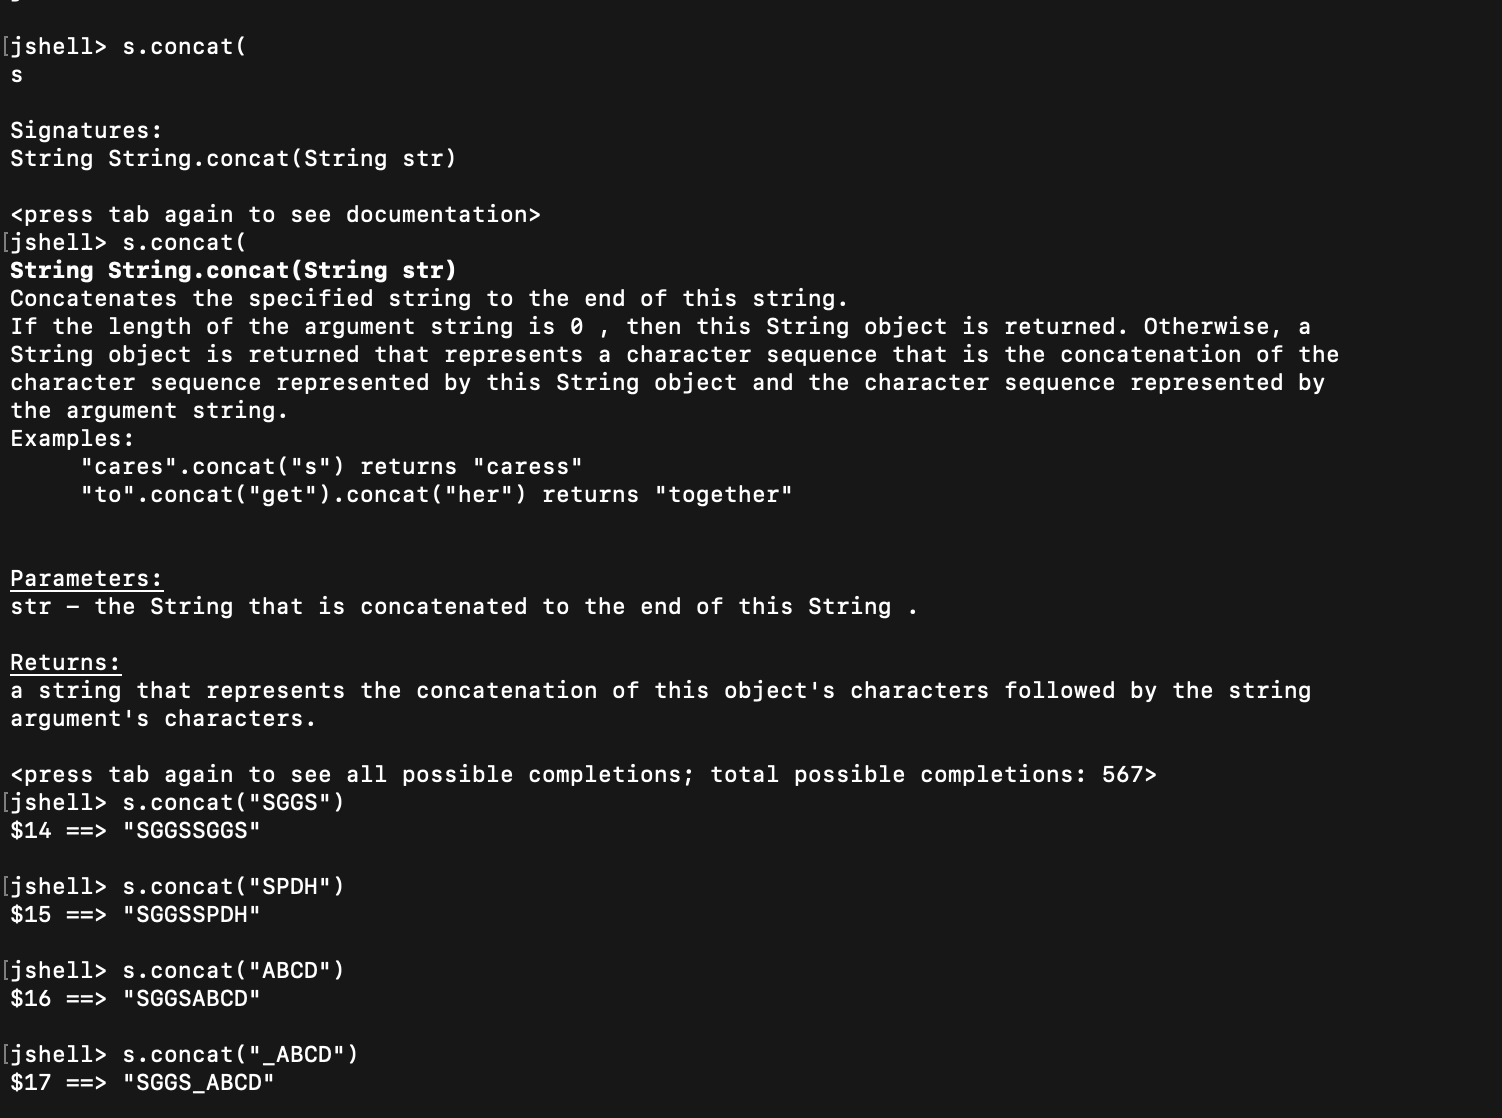 [jshell> s.concat(
s
Signatures:
String String.concat(String str)
<press tab again to see documentation>
[jshell> s.concat(
String String.concat(String str)
Concatenates the specified string to the end of this string.
If the length of the argument string is 0 , then this String object is returned. Otherwise, a
String object is returned that represents a character sequence that is the concatenation of the
character sequence represented by this String object and the character sequence represented by
the argument string.
Examples:
     "cares".concat("s") returns "caress"
     "to".concat("get").concat("her") returns "together"
Parameters:
str – the String that is concatenated to the end of this String .
Returns:
a string that represents the concatenation of this object's characters followed by the string
argument's characters.
<press tab again to see all possible completions; total possible completions: 567>
[jshell> s.concat("SGGS")
$14 ==> "SGGSSGGS"
[jshell> s.concat("SPDH")
$15 ==> "SGGSSPDH"
[jshell> s.concat("ABCD")
$16 ==> "SGGSABCD"
[jshell> s.concat("_ABCD")
$17 ==> "SGGS_ABCD"